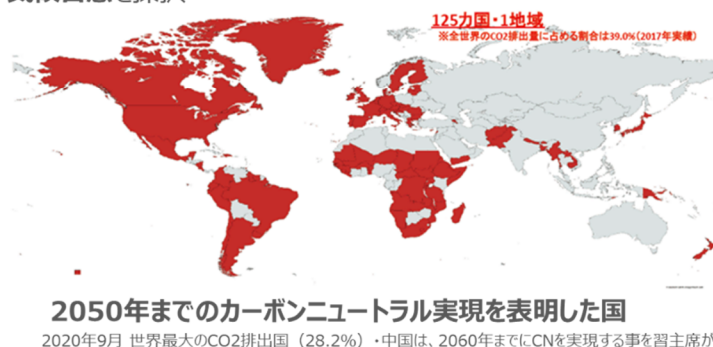 125カ国・1地域
※全世界のCO2排出量に占める割合は39.0%(2017年実績)
2050年までのカーボンニュートラル実現を表明した国
2020年9月 世界最大のCO2排出国（28.2%）・中国は、2060年までにCNを実現する事を習主席が